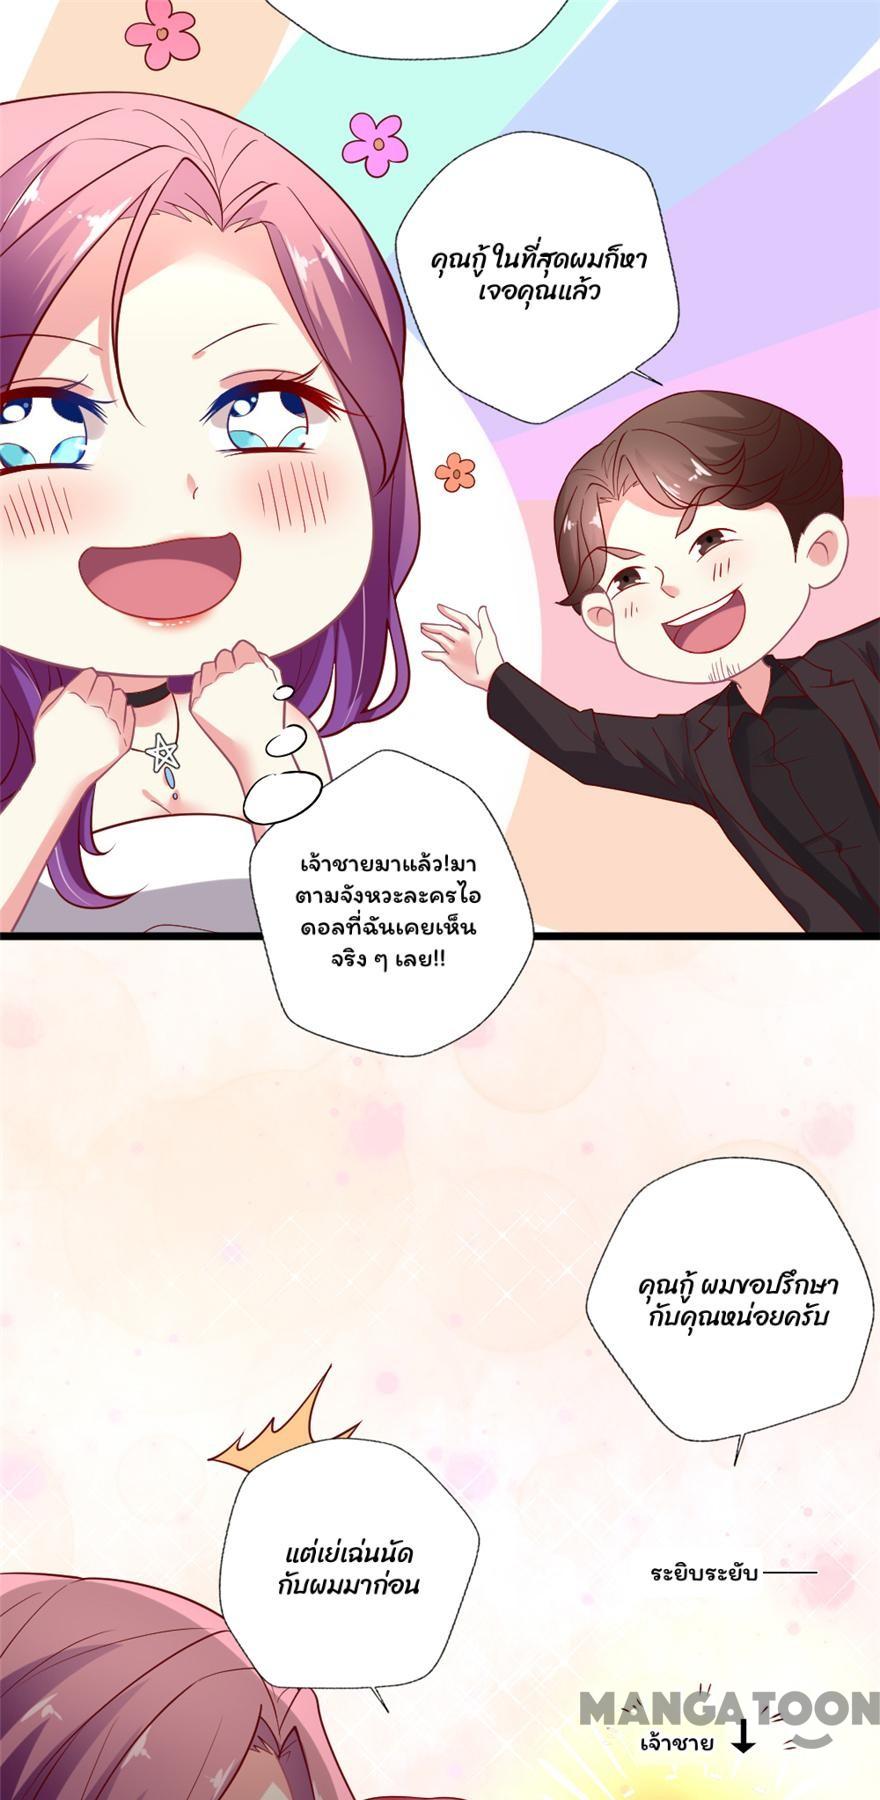 คุณกู้ ในที่สุดผมก็หา
เจอคุณแล้ว
เจ้าชายมาแล้ว!มา
ตามจังหวะละครไอ
ดอลที่ฉันเคยเห็น
จริง ๆ เลย!!
คุณกู้ ผมขอปรึกษา
กับคุณหน่อยครับ
แต่เย่เฉ่นนัด
กับผมมาก่อน
ระยิบระยับ
MANGATOON
เจ้าชาย